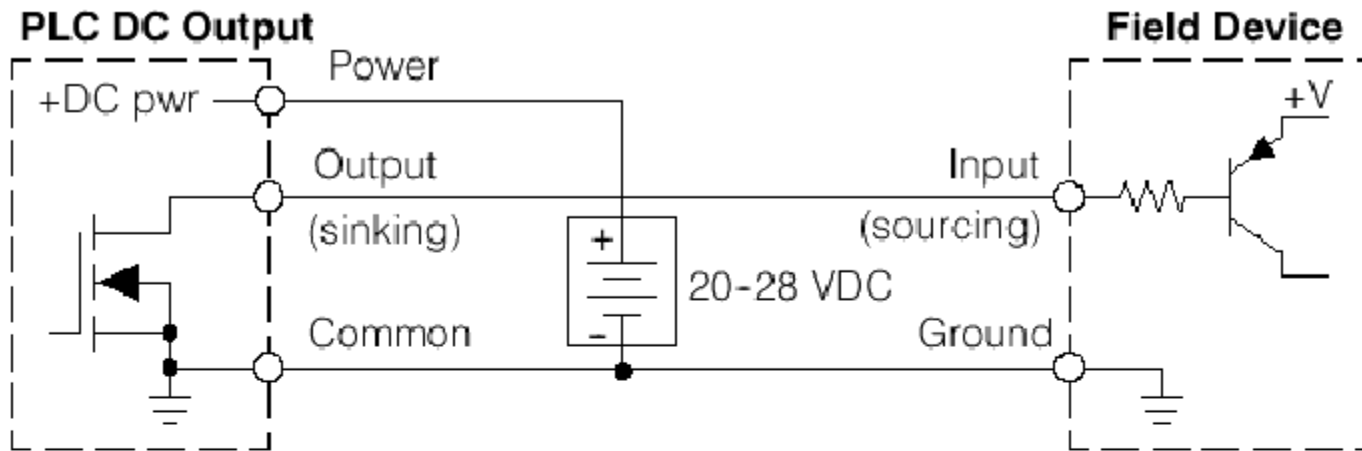 PLC DC Output
Field Device
Power
+DC pwr
+V
Output
Input
(sinking)
(sourcing)
+
20-28 VDC
-
Common
Ground